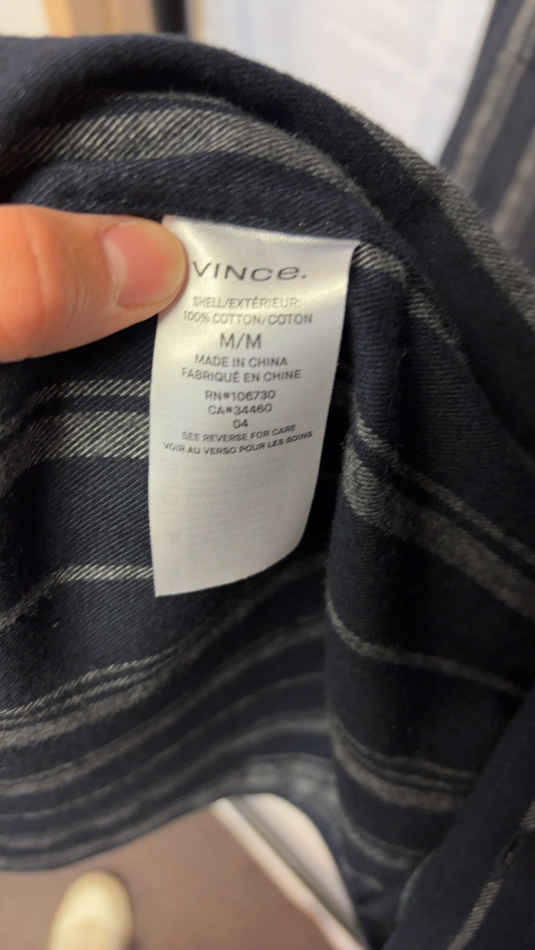 VINCE.
SHELL/EXTÉRIEUR:
100% COTTON/COTON
M/M
MADE IN CHINA
FABRIQUÉ EN CHINE
RN#106730
CA#34460
04
SEE REVERSE FOR CARE
VOIR AU VERSO POUR LES SOINS